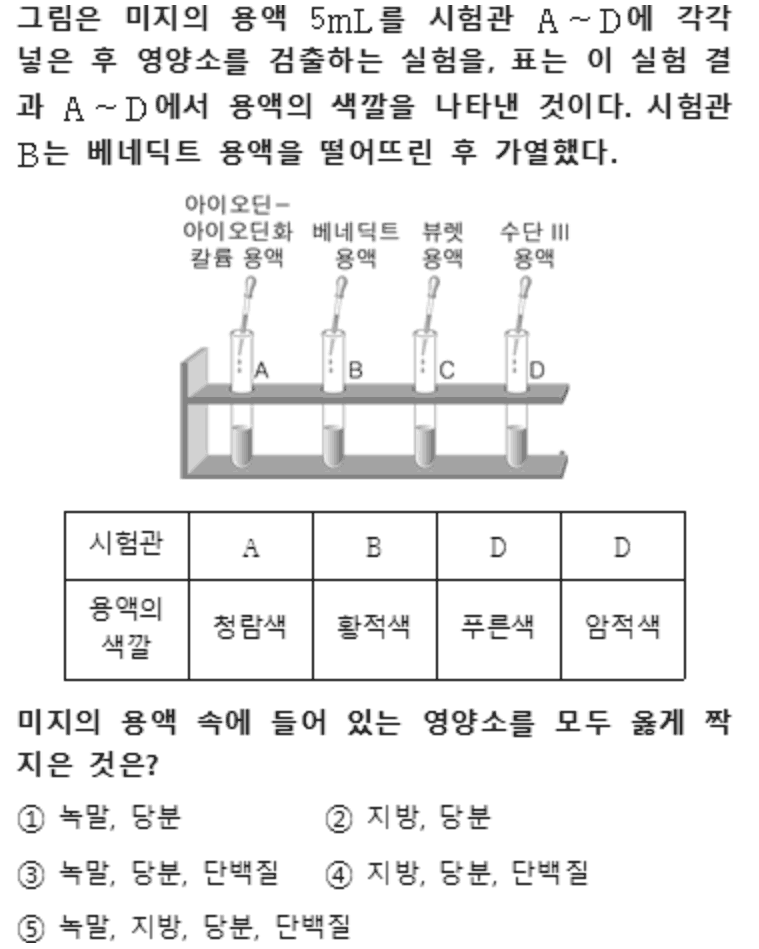 그림은 미지의 용액 5mL를 시험관 A ~ D에 각각
넣은 후 영양소를 검출하는 실험을, 표는 이 실험 결
과 A ~ D에서 용액의 색깔을 나타낸 것이다. 시험관
B는 베네딕트 용액을 떨어뜨린 후 가열했다.
아이오딘-
아이오딘화
칼륨 용액
베네딕트
용액
뷰렛
용액
수단 III
용액
A B C D
시험관 A B D D
용액의
색깔
청람색 황적색 푸른색 암적색
미지의 용액 속에 들어 있는 영양소를 모두 옳게 짝
지은 것은?
① 녹말, 당분 ② 지방, 당분
③ 녹말, 당분, 단백질 ④ 지방, 당분, 단백질
⑤ 녹말, 지방, 당분, 단백질